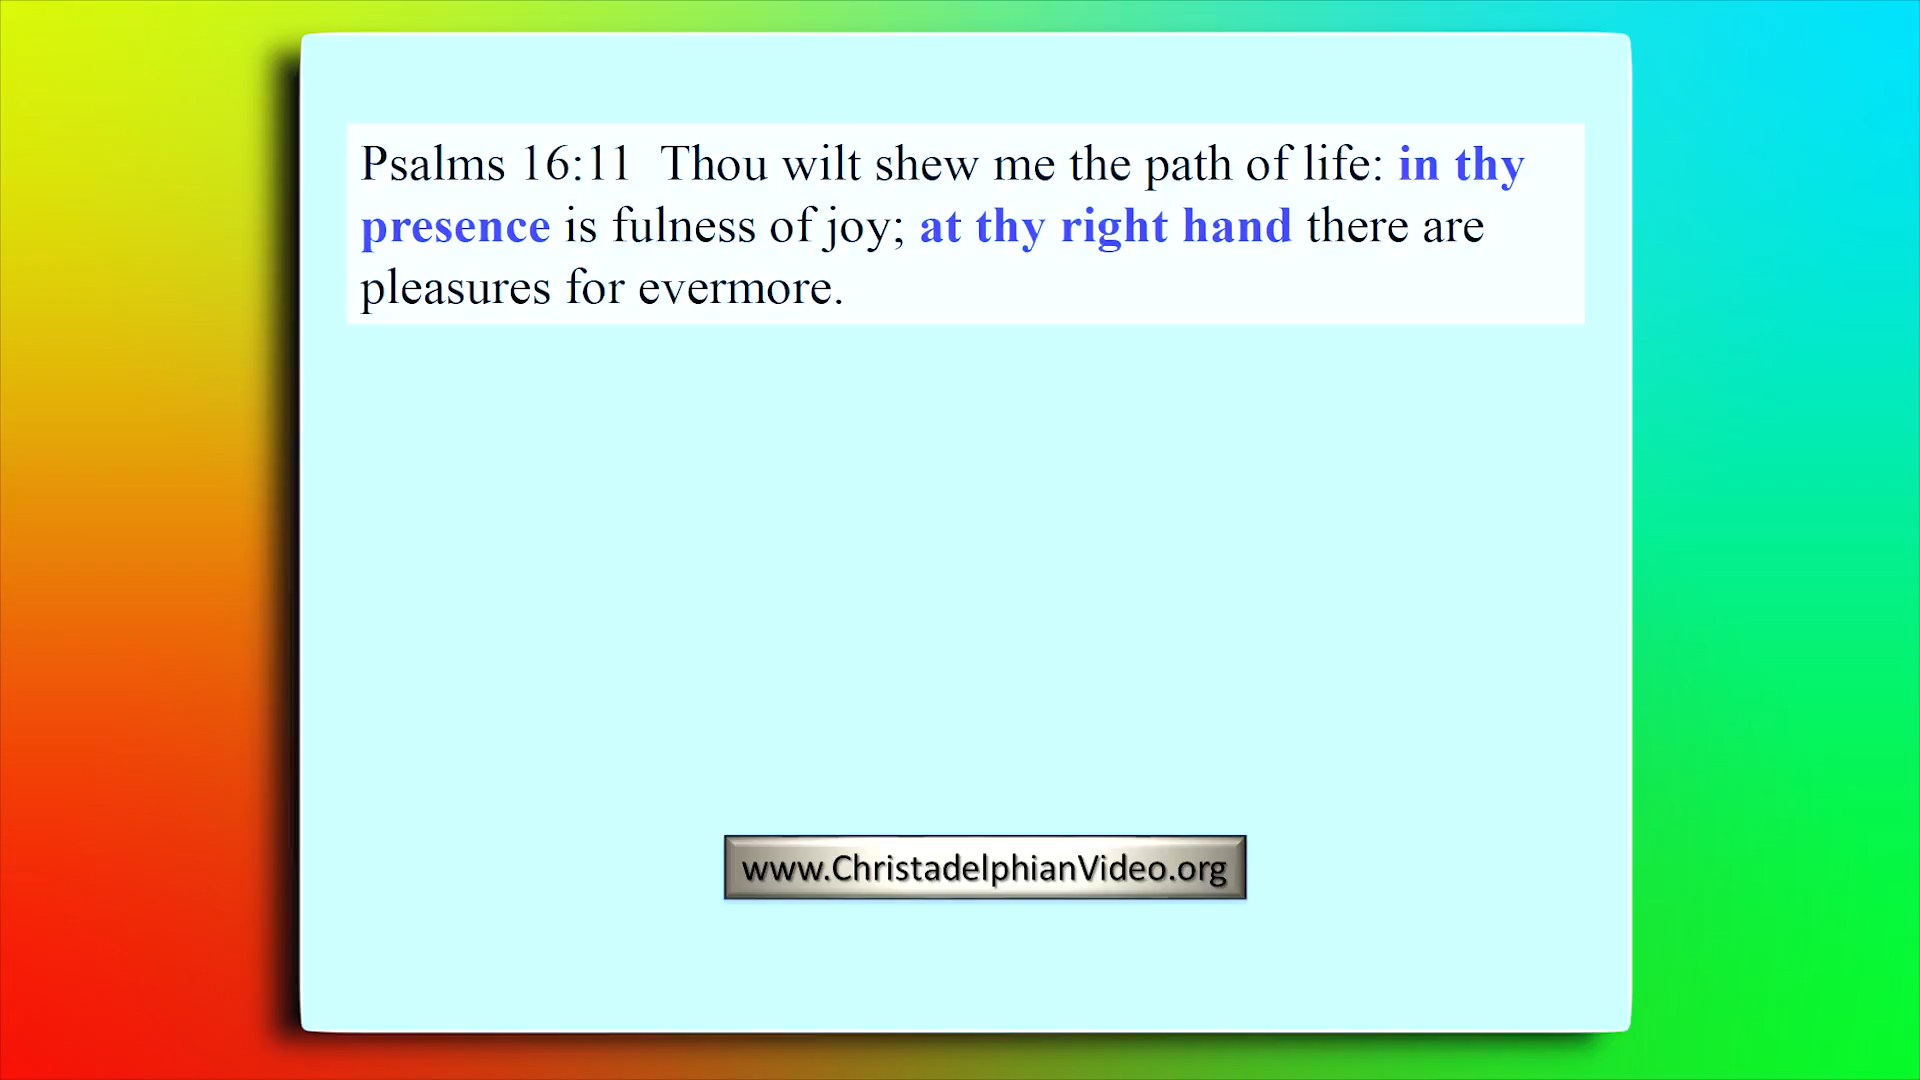 Psalms 16:11  Thou wilt shew me the path of life: in thy
presence is fulness of joy; at thy right hand there are
pleasures for evermore.
www.ChristadelphianVideo.org